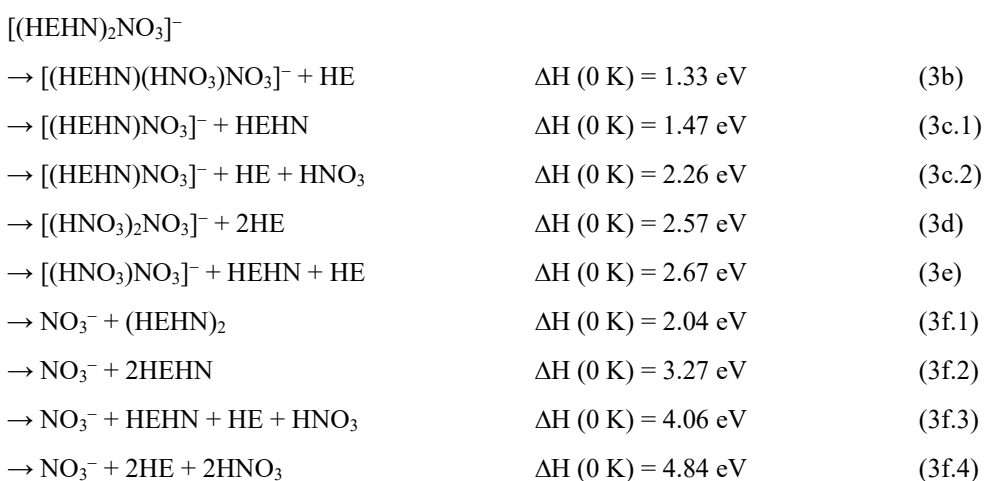 [(HEHN)₂NO₃]⁻
→ [(HEHN)(HNO₃)NO₃]⁻ + HE ΔH (0 K) = 1.33 eV (3b)
→ [(HEHN)NO₃]⁻ + HEHN ΔH (0 K) = 1.47 eV (3c.1)
→ [(HEHN)NO₃]⁻ + HE + HNO₃ ΔH (0 K) = 2.26 eV (3c.2)
→ [(HNO₃)₂NO₃]⁻ + 2HE ΔH (0 K) = 2.57 eV (3d)
→ [(HNO₃)NO₃]⁻ + HEHN + HE ΔH (0 K) = 2.67 eV (3e)
→ NO₃⁻ + (HEHN)₂ ΔH (0 K) = 2.04 eV (3f.1)
→ NO₃⁻ + 2HEHN ΔH (0 K) = 3.27 eV (3f.2)
→ NO₃⁻ + HEHN + HE + HNO₃ ΔH (0 K) = 4.06 eV (3f.3)
→ NO₃⁻ + 2HE + 2HNO₃ ΔH (0 K) = 4.84 eV (3f.4)